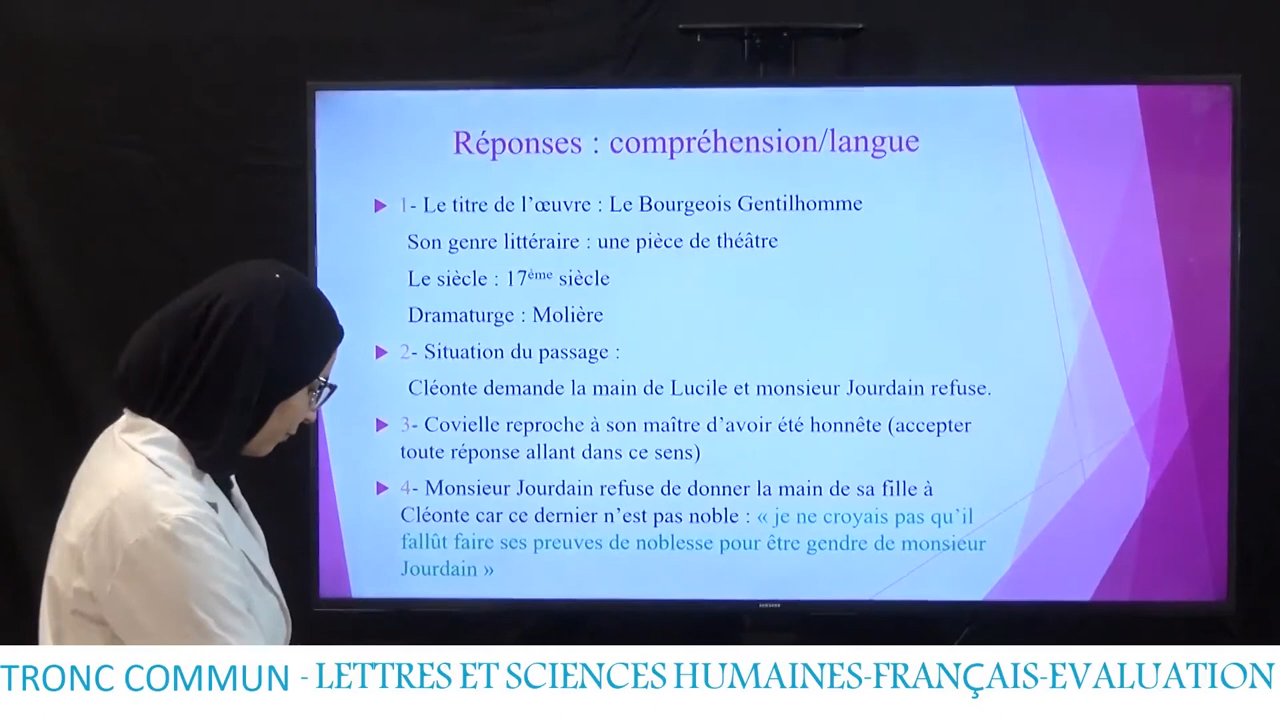 Réponses : compréhension/langue
1- Le titre de l'œuvre : Le Bourgeois Gentilhomme
Son genre littéraire : une pièce de théâtre
Le siècle : 17ème siècle
Dramaturge : Molière
2- Situation du passage :
Cléonte demande la main de Lucile et monsieur Jourdain refuse.
3- Covielle reproche à son maître d'avoir été honnête (accepter
toute réponse allant dans ce sens)
4- Monsieur Jourdain refuse de donner la main de sa fille à
Cléonte car ce dernier n'est pas noble : « je ne croyais pas qu'il
fallût faire ses preuves de noblesse pour être gendre de monsieur
Jourdain »
SAMSUNG
TRONC COMMUN - LETTRES ET SCIENCES HUMAINES-FRANÇAIS-EVALUATION